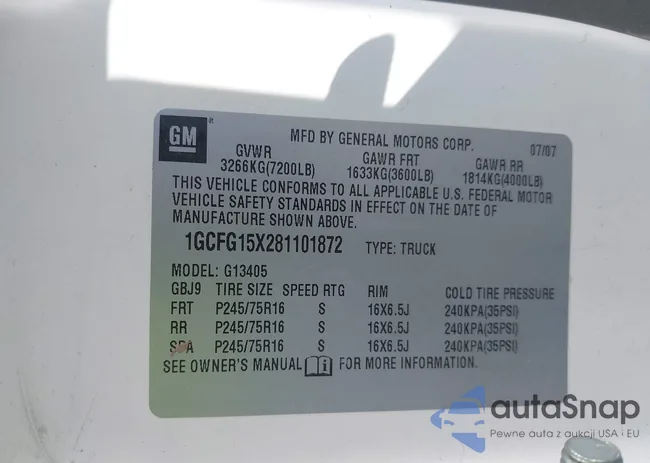 GM
MFD BY GENERAL MOTORS CORP. 07/07
GVWR GAWR FRT GAWR RR
3266KG(7200LB) 1633KG(3600LB) 1814KG(4000LB)
THIS VEHICLE CONFORMS TO ALL APPLICABLE U.S. FEDERAL MOTOR
VEHICLE SAFETY STANDARDS IN EFFECT ON THE DATE OF
MANUFACTURE SHOWN ABOVE.
1GCFG15X281101872 TYPE: TRUCK
MODEL: G13405
GBJ9 TIRE SIZE SPEED RTG RIM COLD TIRE PRESSURE
FRT P245/75R16 S 16X6.5J 240KPA(35PSI)
RR P245/75R16 S 16X6.5J 240KPA(35PSI)
SPA P245/75R16 S 16X6.5J 240KPA(35PSI)
SEE OWNER'S MANUAL FOR MORE INFORMATION.
autaSnap
Pewne auta z aukcji USA i EU